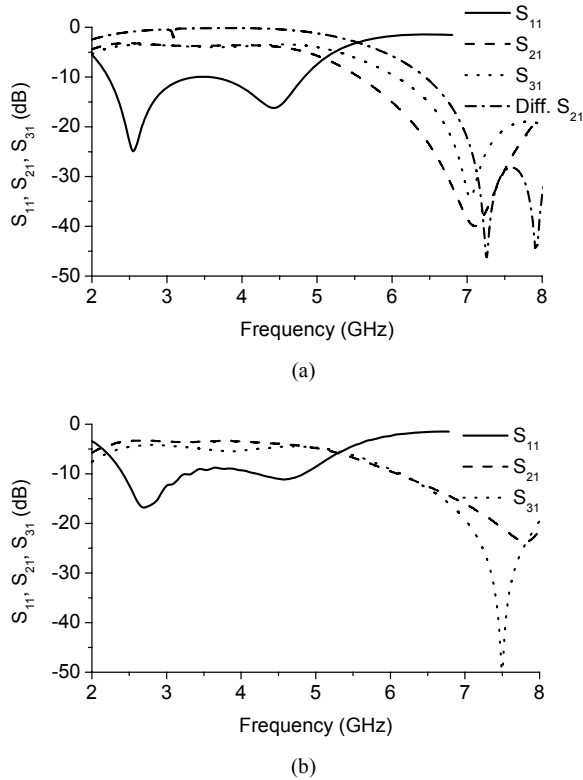 0
-10
-20
-30
-40
-50
S11, S21, S31 (dB)
S11
S21
S31
Diff. S21
2 3 4 5 6 7 8
Frequency (GHz)
(a)
0
-10
-20
-30
-40
-50
S11, S21, S31 (dB)
S11
S21
S31
2 3 4 5 6 7 8
Frequency (GHz)
(b)